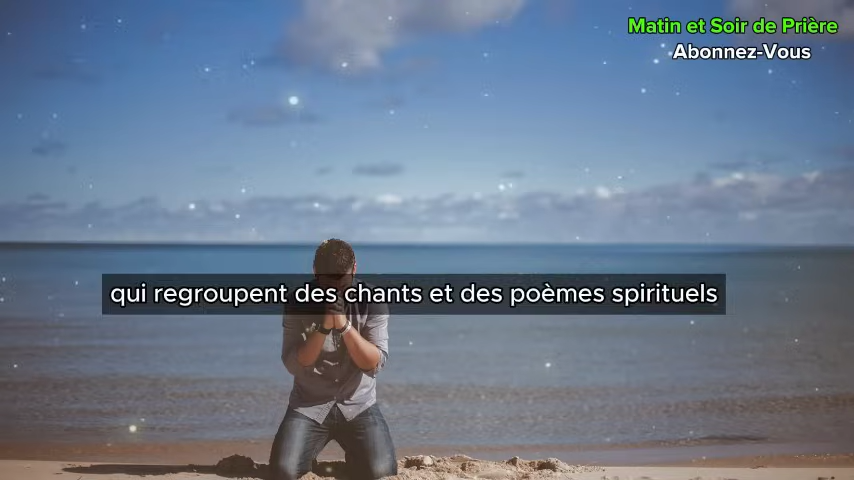 Matin et Soir de Prière
Abonnez-Vous
qui regroupent des chants et des poèmes spirituels